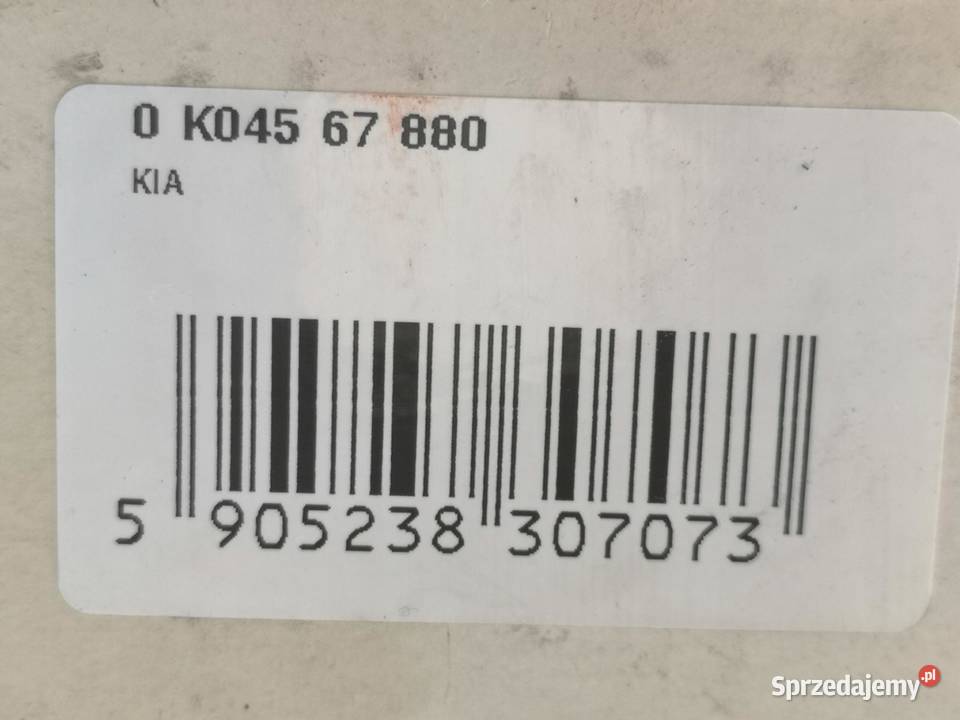 0 K045 67 880
KIA
5 905238 307073
Sprzedajemy.pl